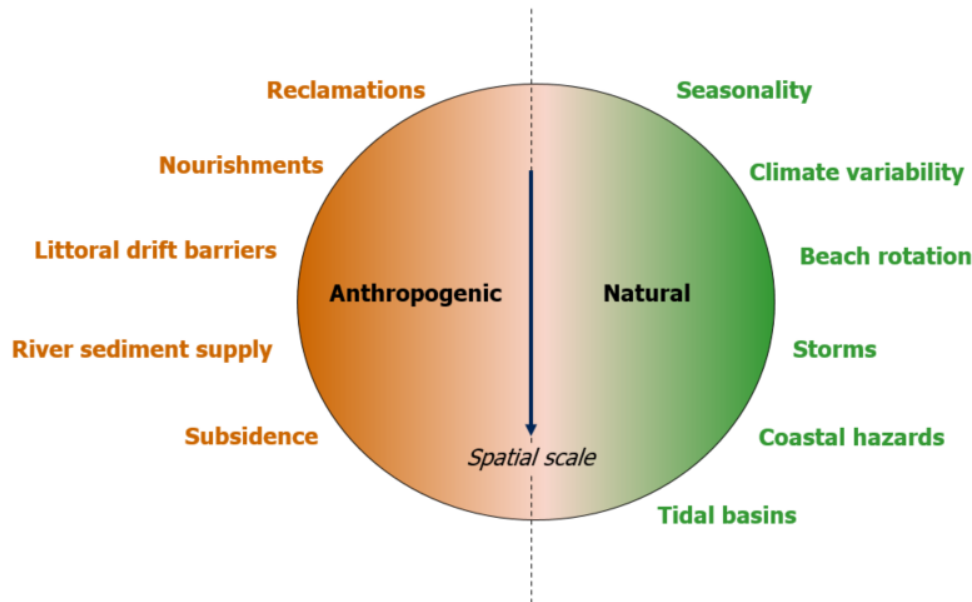 Reclamations
Seasonality
Nourishments
Climate variability
Littoral drift barriers
Beach rotation
Anthropogenic
Natural
River sediment supply
Storms
Subsidence
Coastal hazards
Spatial scale
Tidal basins